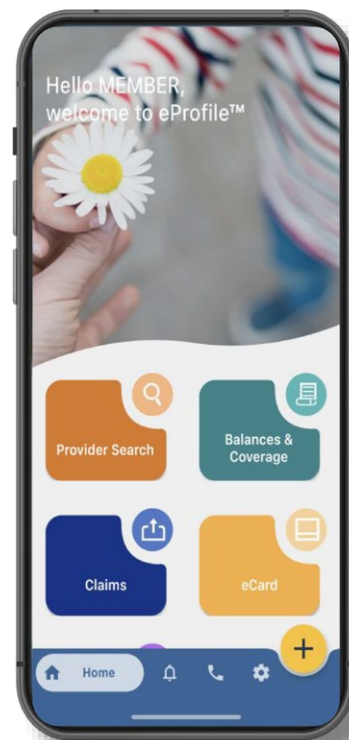 Hello MEMBER,
welcome to eProfile™
Provider Search
Balances &
Coverage
Claims
eCard
Home